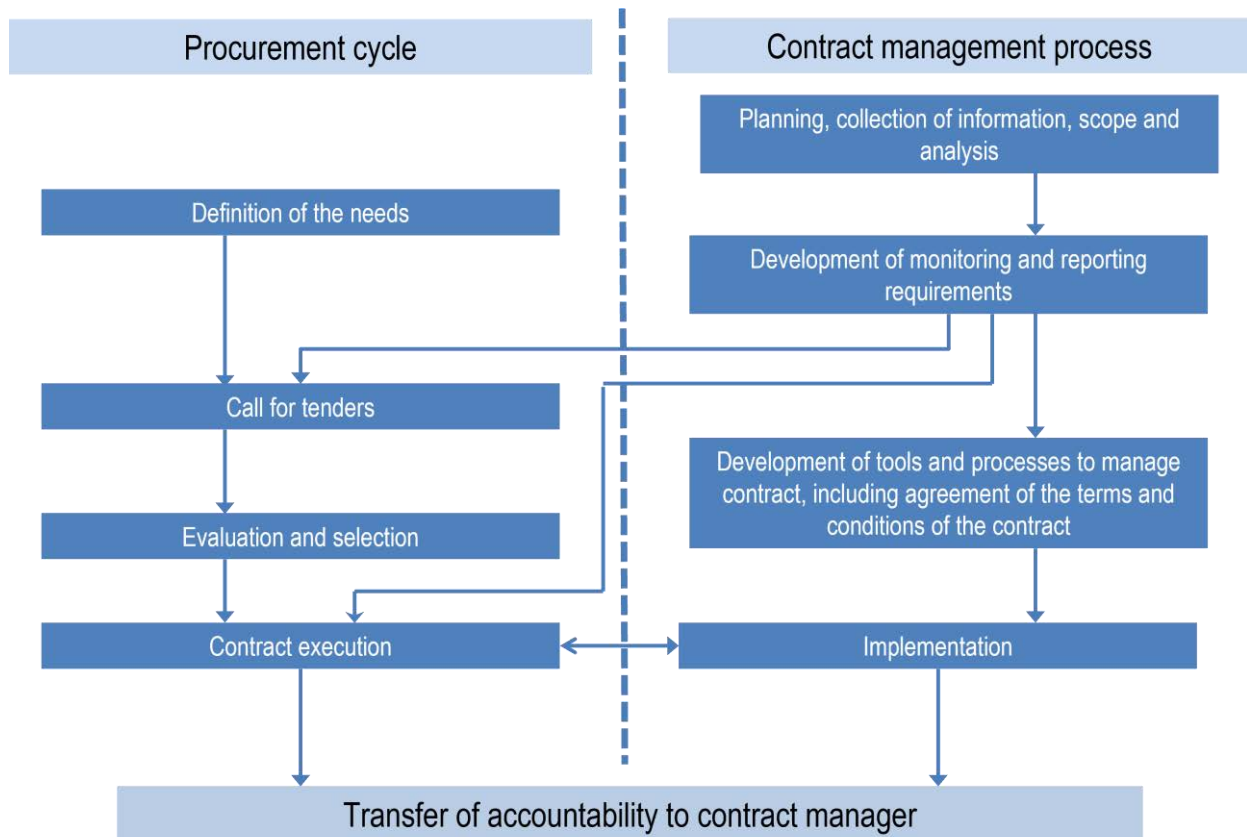 Procurement cycle
Contract management process
Planning, collection of information, scope and
analysis
Definition of the needs
Development of monitoring and reporting
requirements
Call for tenders
Development of tools and processes to manage
contract, including agreement of the terms and
conditions of the contract
Evaluation and selection
Contract execution
Implementation
Transfer of accountability to contract manager